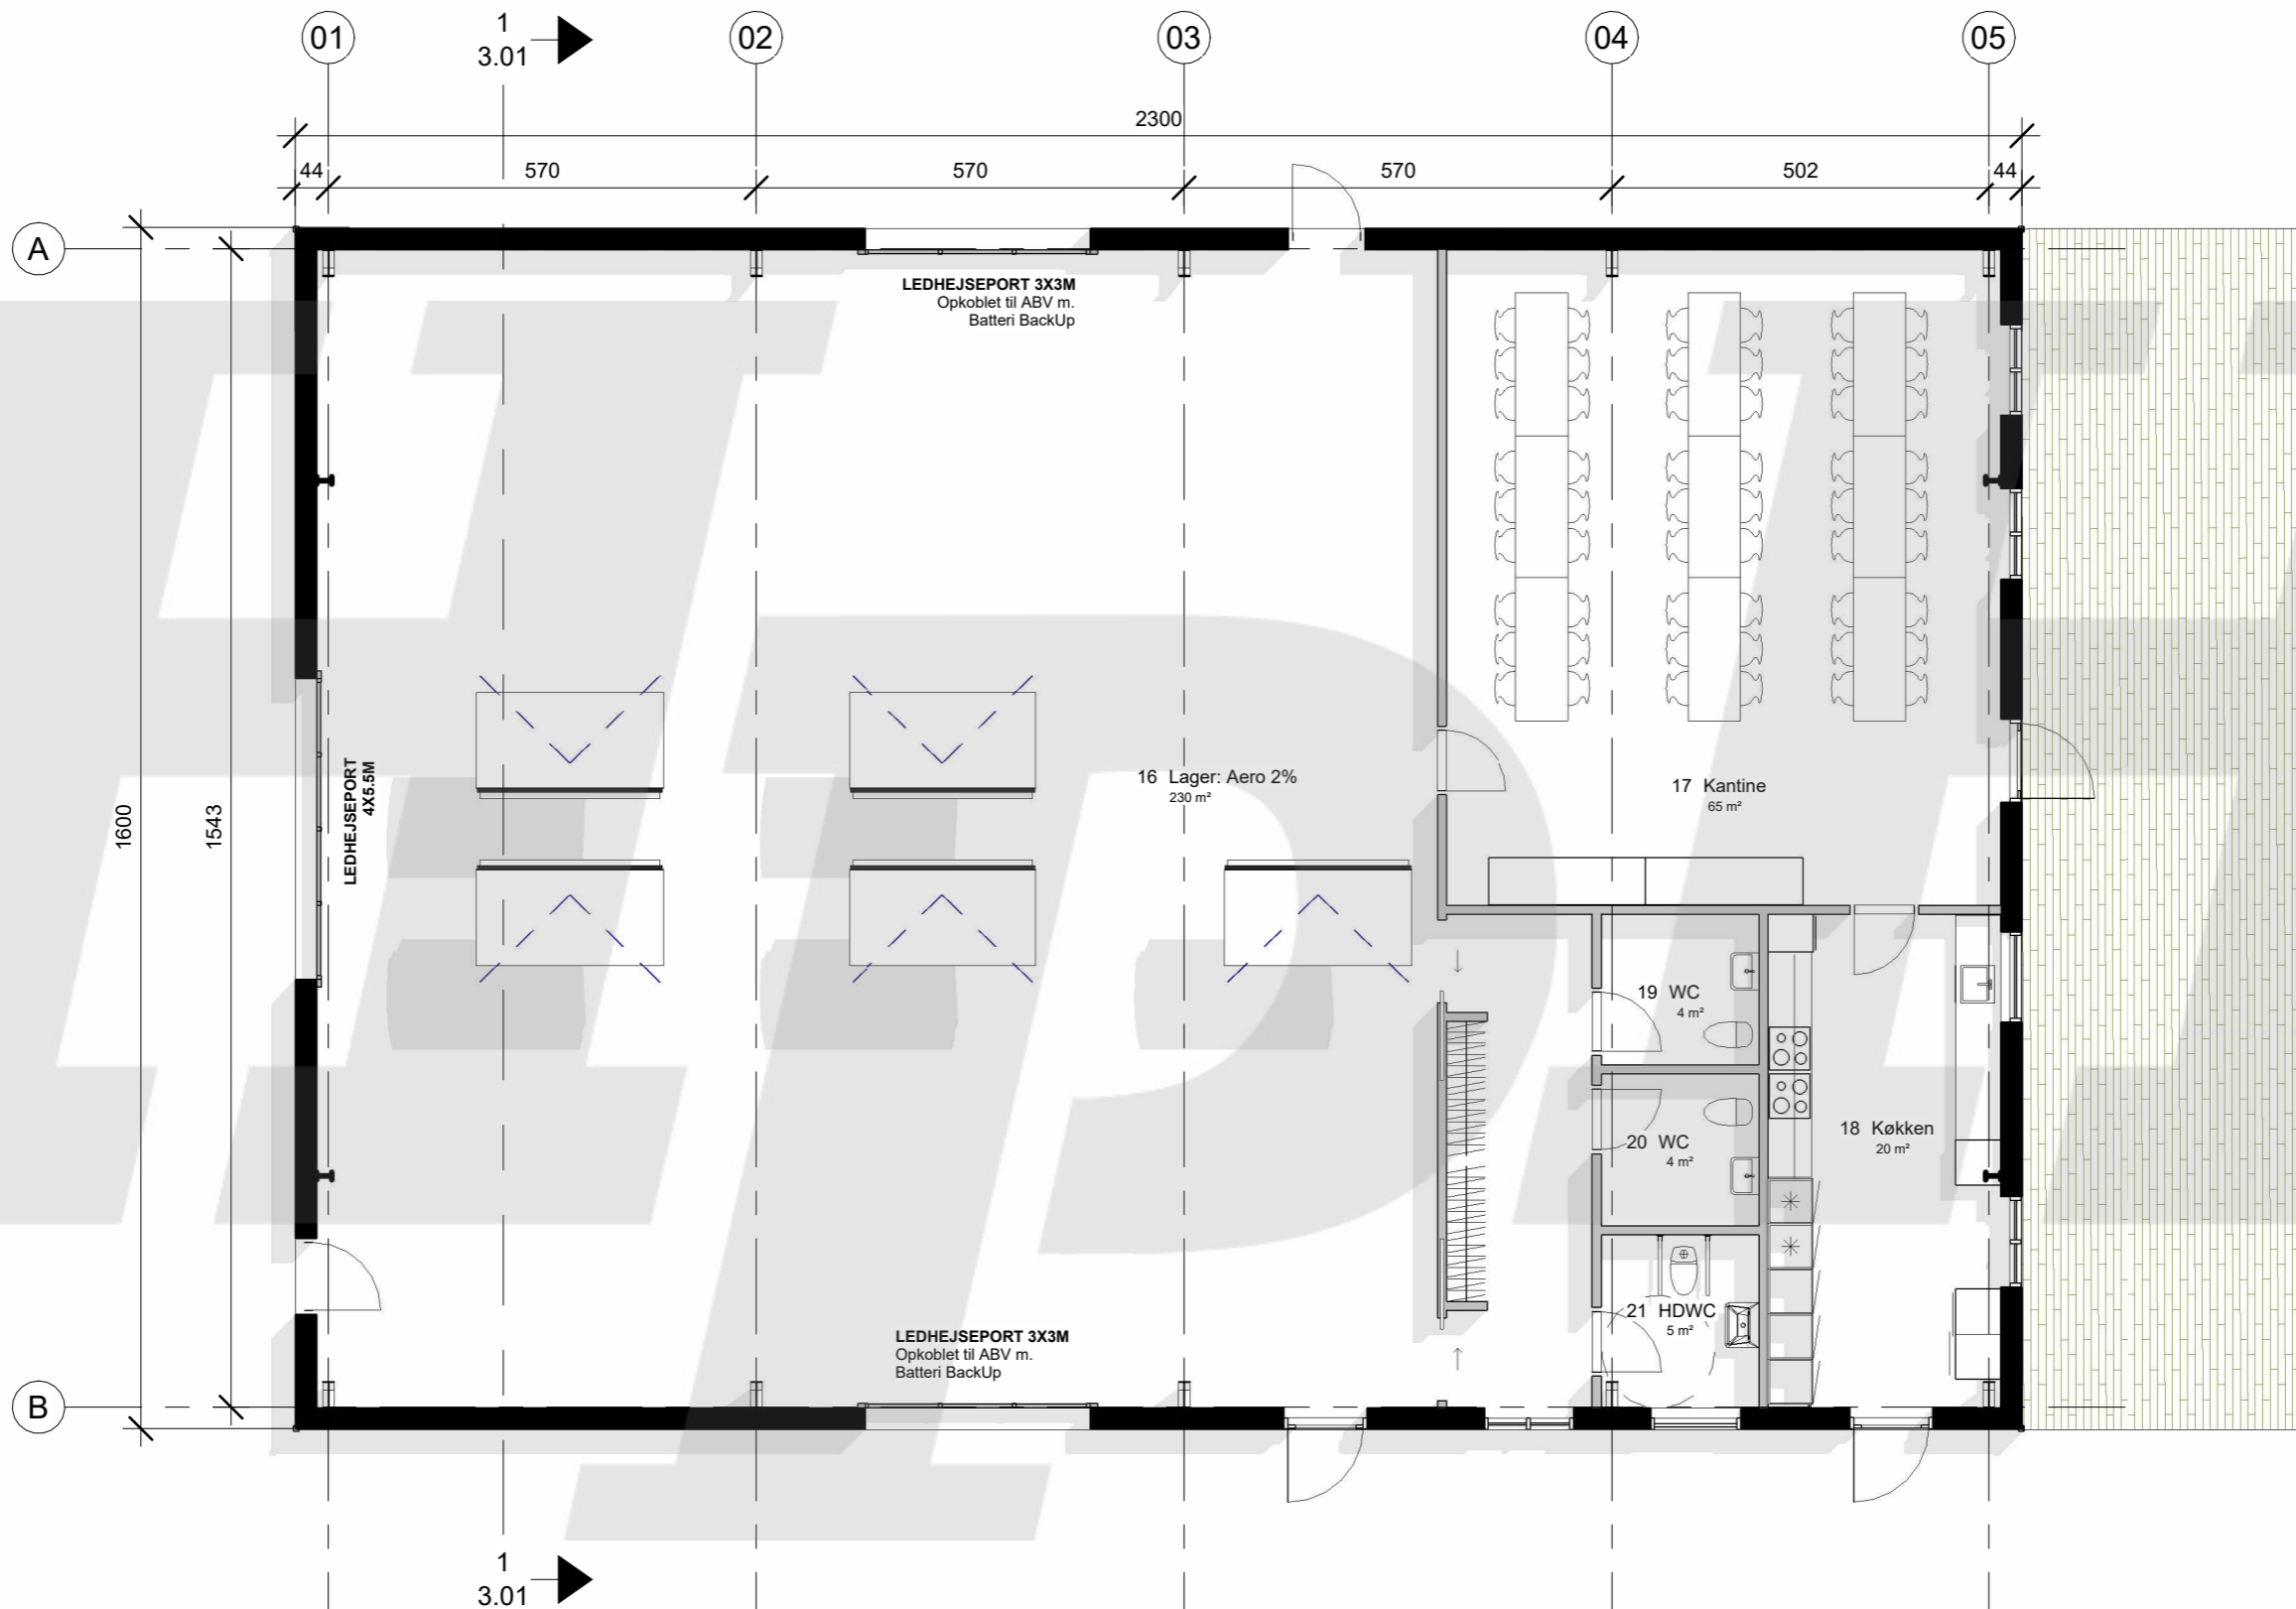 1
3.01
01
02
03
04
05
2300
44
570
570
570
502
44
A
LEDHEJSEPORT 3X3M
Opkoblet til ABV m.
Batteri BackUp
LEDHEJSEPORT
4X5.5M
1600
1543
16 Lager: Aero 2%
230 m²
17 Kantine
65 m²
19 WC
4 m²
20 WC
4 m²
18 Køkken
20 m²
21 HDWC
5 m²
LEDHEJSEPORT 3X3M
Opkoblet til ABV m.
Batteri BackUp
B
1
3.01